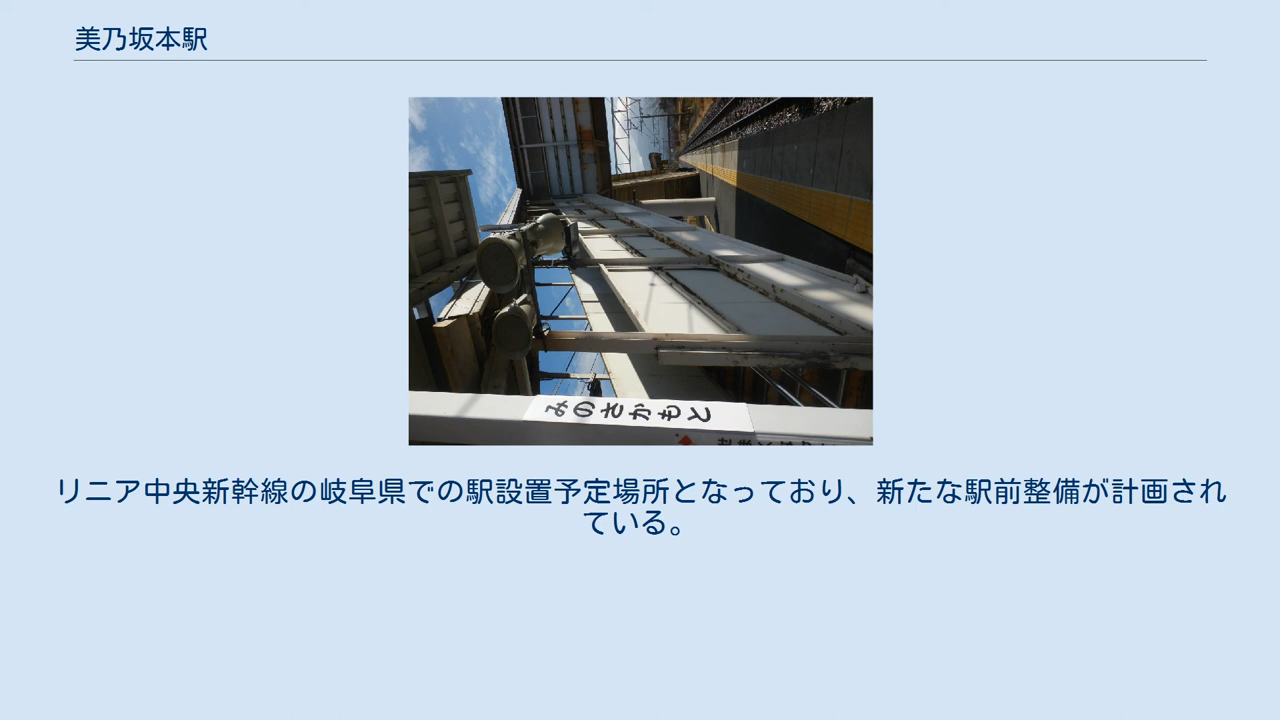 美乃坂本駅
みのさかもと
リニア中央新幹線の岐阜県での駅設置予定場所となっており、新たな駅前整備が計画され
ている。